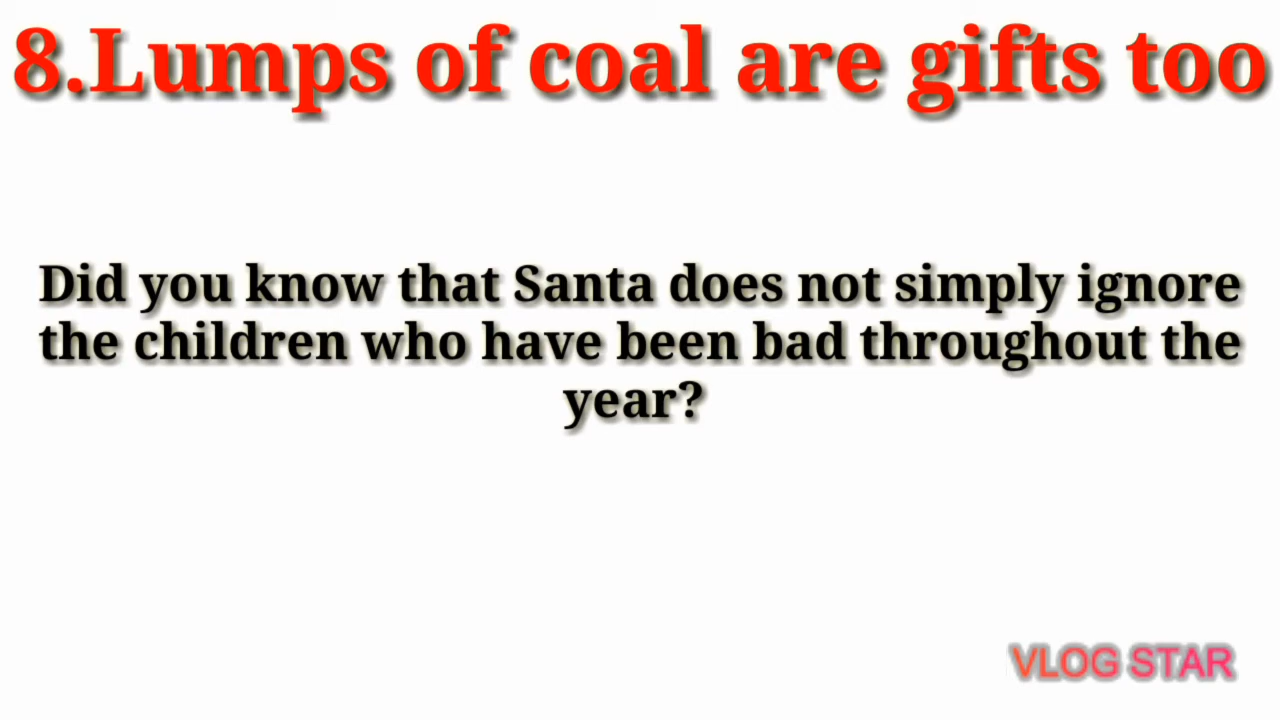 8.Lumps of coal are gifts too
Did you know that Santa does not simply ignore
the children who have been bad throughout the
year?
VLOG STAR